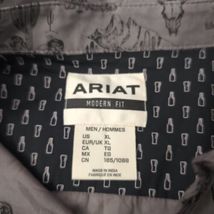 ARIAT
MODERN FIT
MEN / HOMMES
US XL
EUR/UK XL
CA TG
MX EG
CN 185/108B
MADE IN INDIA
FABRIQUÉ EN INDE